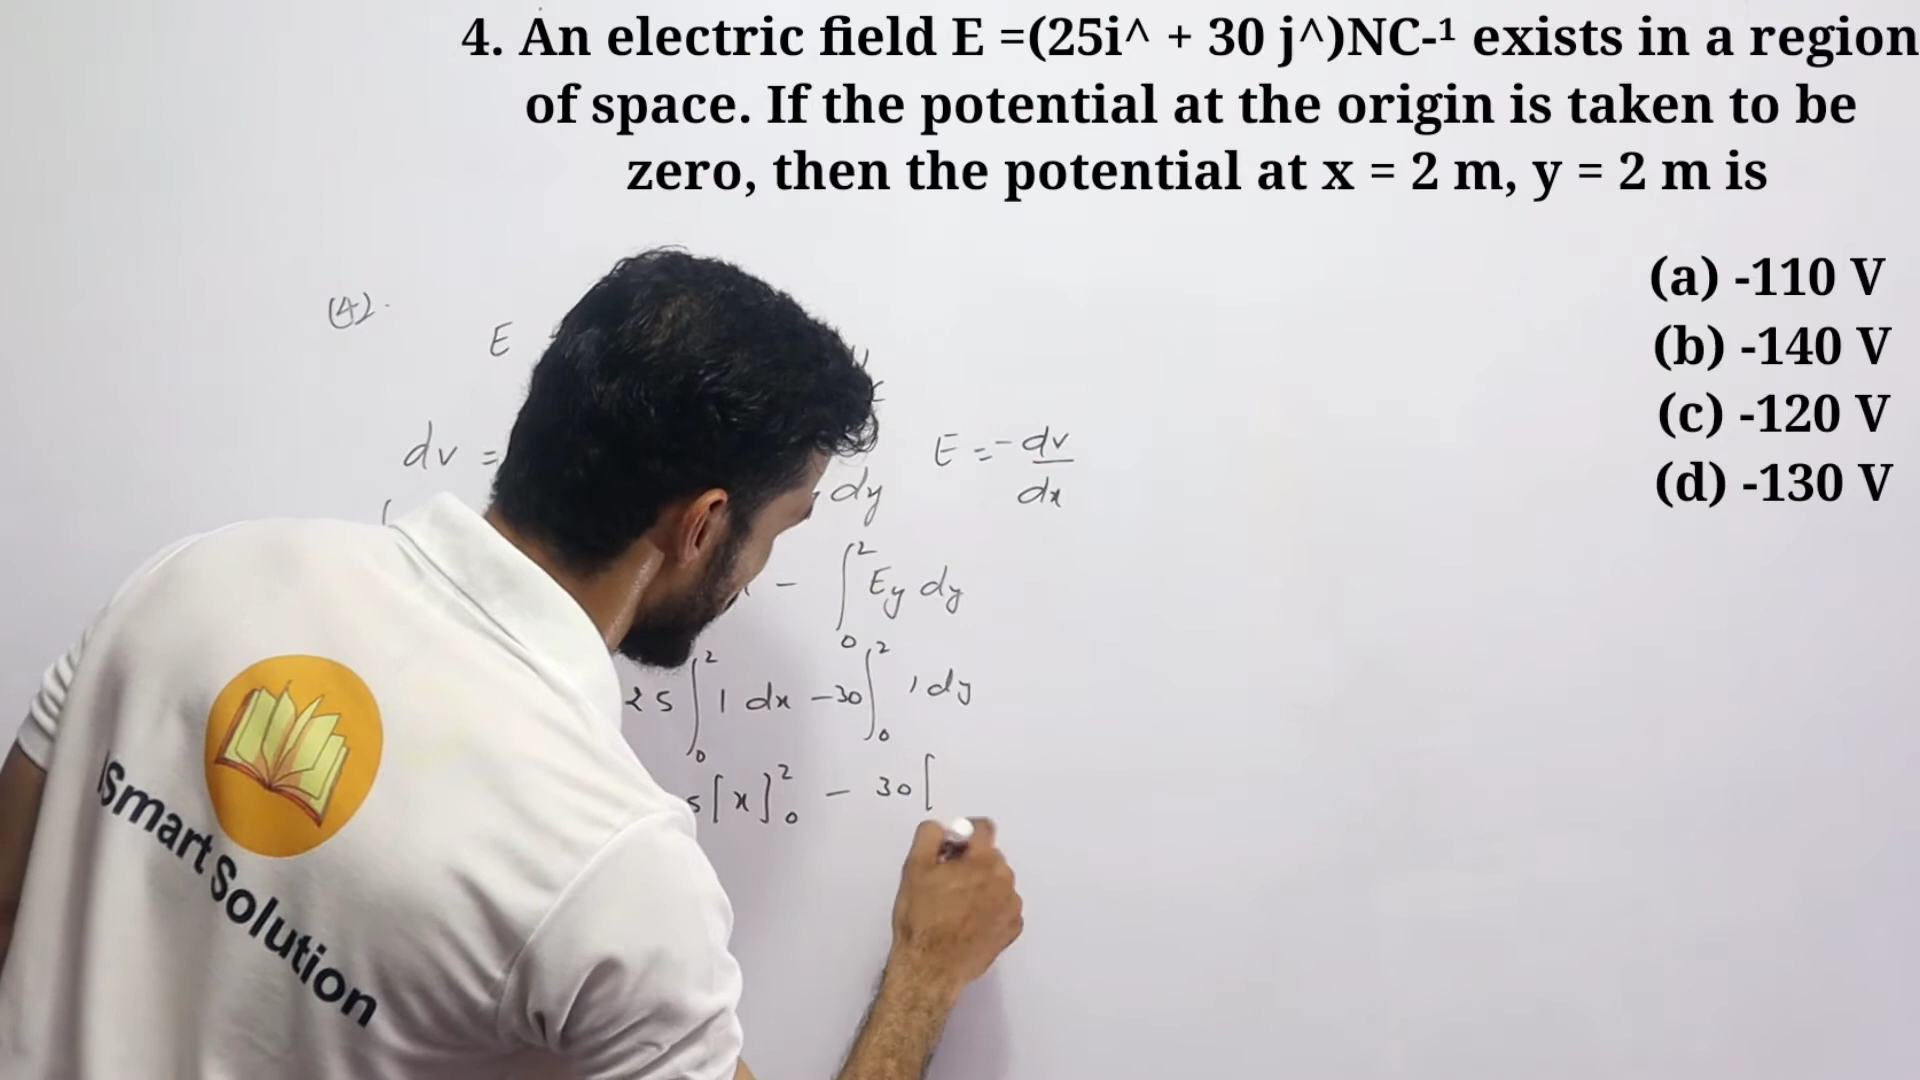 4. An electric field E =(25i^ + 30 j^)NC-¹ exists in a region
of space. If the potential at the origin is taken to be
zero, then the potential at x = 2 m, y = 2 m is
(a) -110 V
(b) -140 V
(c) -120 V
(d) -130 V
(4).
E
dv =
dy
E = -dv/dx
- ∫₀² Ey dy
25 ∫₀² 1 dx - 30 ∫₀² 1 dy
5[x]₀² - 30[
Smart Solution